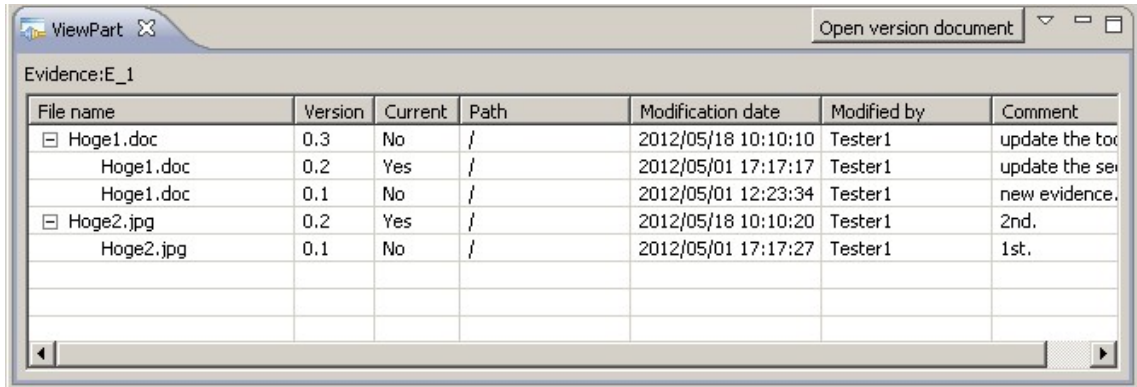 ViewPart Open version document
Evidence:E_1
File name Version Current Path Modification date Modified by Comment
Hoge1.doc 0.3 No / 2012/05/18 10:10:10 Tester1 update the
Hoge1.doc 0.2 Yes / 2012/05/01 17:17:17 Tester1 update the
Hoge1.doc 0.1 No / 2012/05/01 12:23:34 Tester1 new evidence.
Hoge2.jpg 0.2 Yes / 2012/05/18 10:10:20 Tester1 2nd.
Hoge2.jpg 0.1 No / 2012/05/01 17:17:27 Tester1 1st.